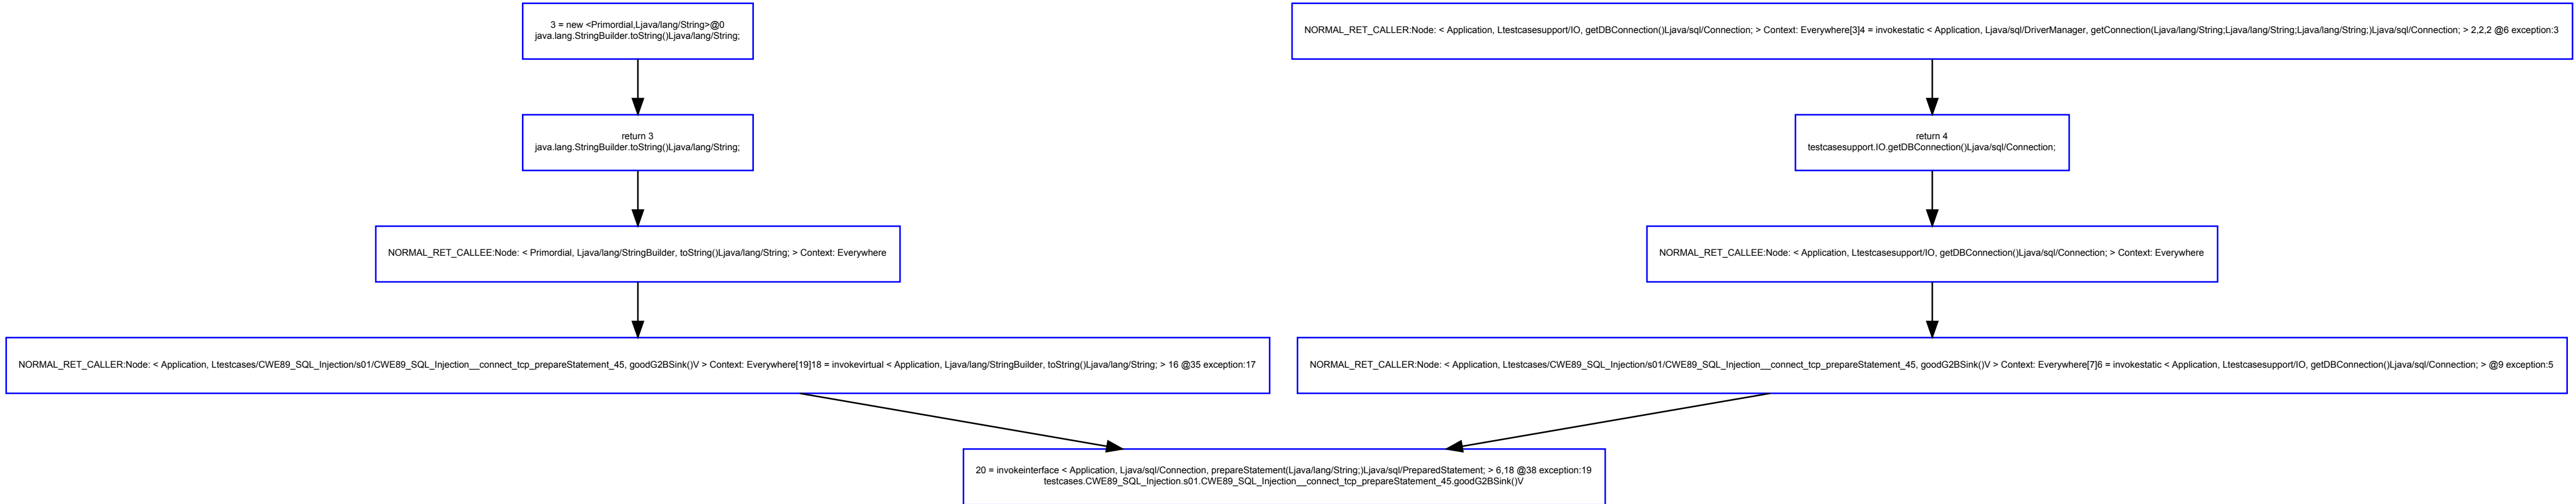 3 = new <Primordial,Ljava/lang/String>@0
java.lang.StringBuilder.toString()Ljava/lang/String;
NORMAL_RET_CALLER:Node: < Application, Ltestcasesupport/IO, getDBConnection()Ljava/sql/Connection; > Context: Everywhere[3]4 = invokestatic < Application, Ljava/sql/DriverManager, getConnection(Ljava/lang/String;Ljava/lang/String;Ljava/lang/String;)Ljava/sql/Connection; > 2,2,2 @6 exception:3
return 3
java.lang.StringBuilder.toString()Ljava/lang/String;
return 4
testcasesupport.IO.getDBConnection()Ljava/sql/Connection;
NORMAL_RET_CALLEE:Node: < Primordial, Ljava/lang/StringBuilder, toString()Ljava/lang/String; > Context: Everywhere
NORMAL_RET_CALLEE:Node: < Application, Ltestcasesupport/IO, getDBConnection()Ljava/sql/Connection; > Context: Everywhere
NORMAL_RET_CALLER:Node: < Application, Ltestcases/CWE89_SQL_Injection/s01/CWE89_SQL_Injection__connect_tcp_prepareStatement_45, goodG2BSink()V > Context: Everywhere[19]18 = invokevirtual < Application, Ljava/lang/StringBuilder, toString()Ljava/lang/String; > 16 @35 exception:17
NORMAL_RET_CALLER:Node: < Application, Ltestcases/CWE89_SQL_Injection/s01/CWE89_SQL_Injection__connect_tcp_prepareStatement_45, goodG2BSink()V > Context: Everywhere[7]6 = invokestatic < Application, Ltestcasesupport/IO, getDBConnection()Ljava/sql/Connection; > @9 exception:5
20 = invokeinterface < Application, Ljava/sql/Connection, prepareStatement(Ljava/lang/String;)Ljava/sql/PreparedStatement; > 6,18 @38 exception:19
testcases.CWE89_SQL_Injection.s01.CWE89_SQL_Injection__connect_tcp_prepareStatement_45.goodG2BSink()V